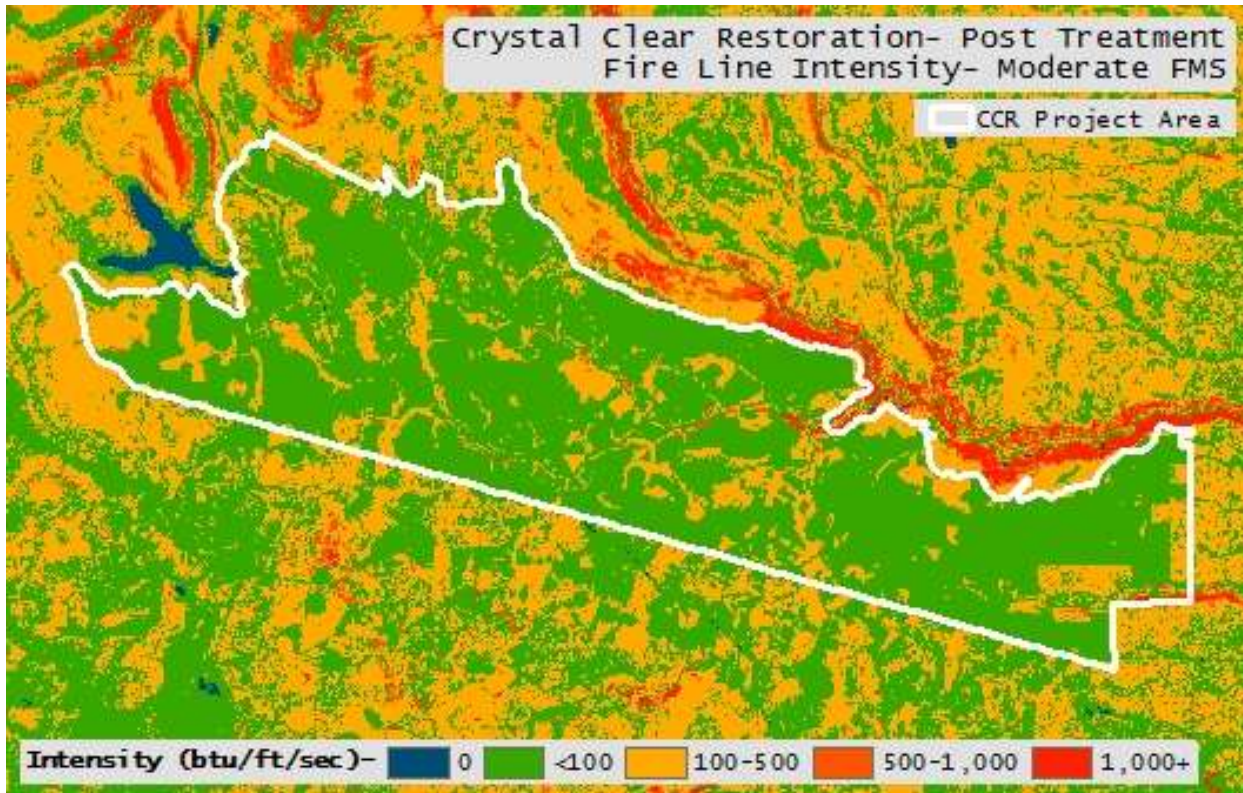 Crystal Clear Restoration- Post Treatment
Fire Line Intensity- Moderate FMS
CCR Project Area
Intensity (btu/ft/sec)- 0 <100 100-500 500-1,000 1,000+